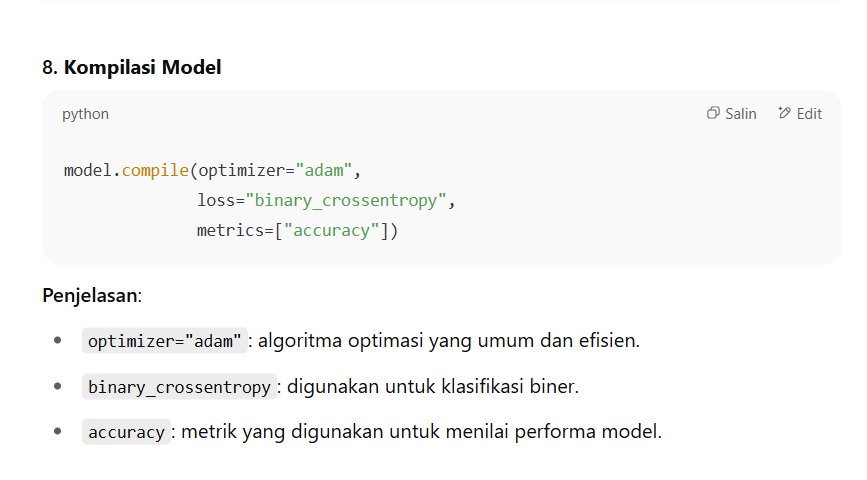 8. Kompilasi Model
python Salin Edit
model.compile(optimizer="adam",
loss="binary_crossentropy",
metrics=["accuracy"])
Penjelasan:
• optimizer="adam": algoritma optimasi yang umum dan efisien.
• binary_crossentropy: digunakan untuk klasifikasi biner.
• accuracy: metrik yang digunakan untuk menilai performa model.